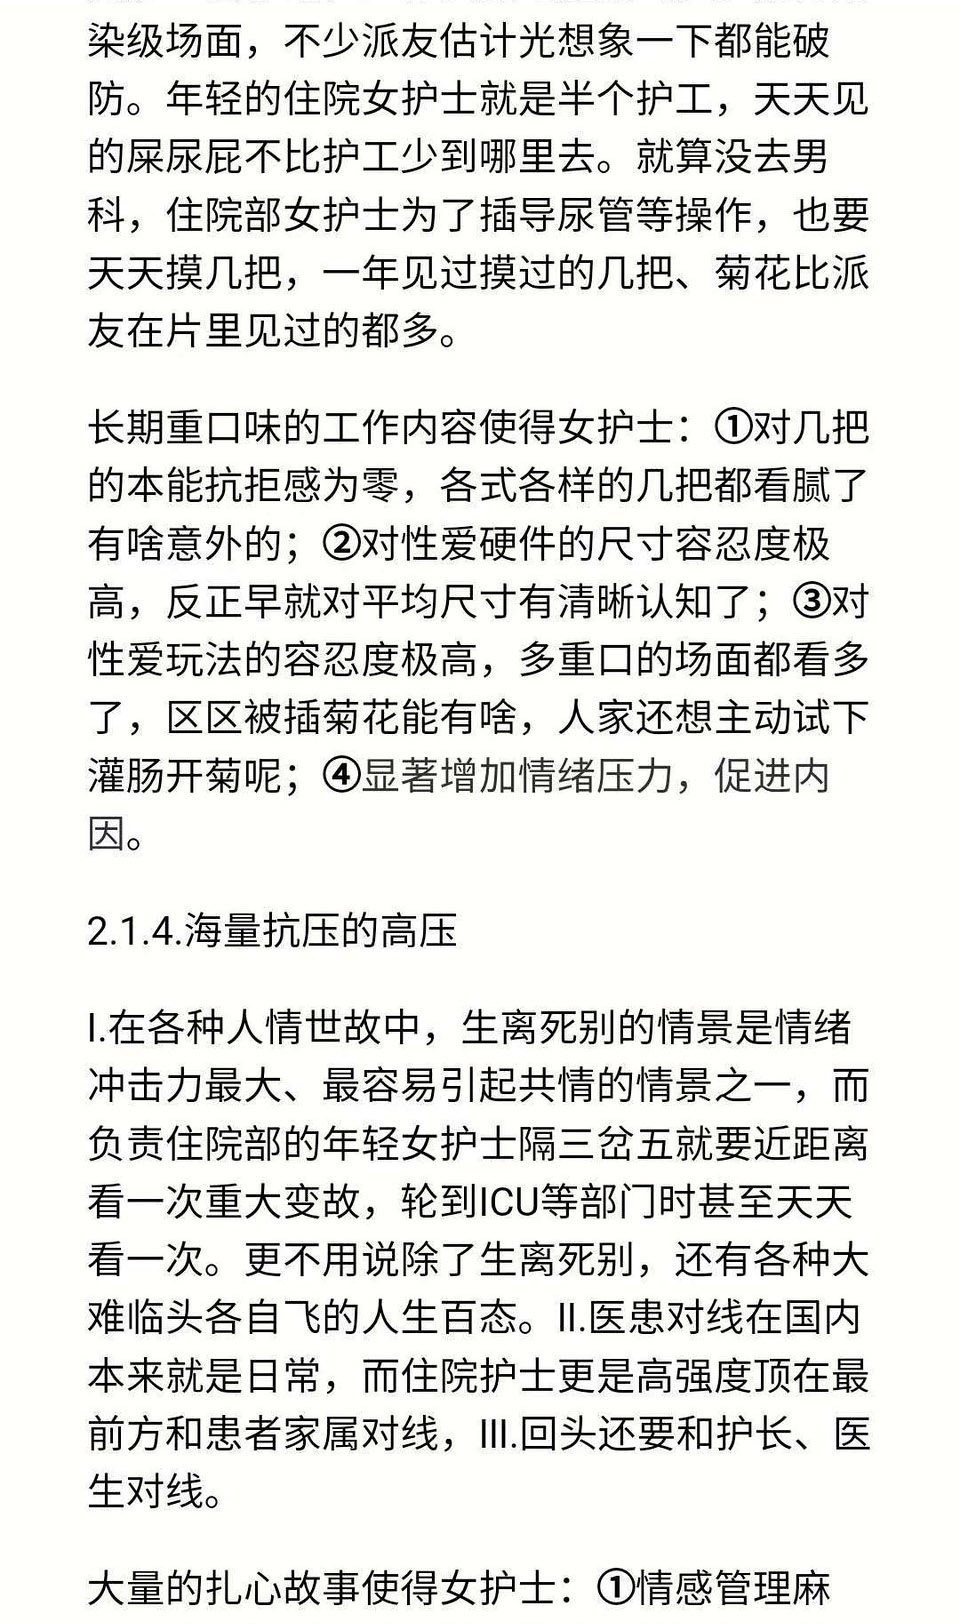 染级场面，不少派友估计光想象一下都能破
防。年轻的住院女护士就是半个护工，天天见
的屎尿屁不比护工少到哪里去。就算没去男
科，住院部女护士为了插导尿管等操作，也要
天天摸几把，一年见过摸过的几把、菊花比派
友在片里见过的都多。
长期重口味的工作内容使得女护士：①对几把
的本能抗拒感为零，各式各样的几把都看腻了
有啥意外的；②对性爱硬件的尺寸容忍度极
高，反正早就对平均尺寸有清晰认知了；③对
性爱玩法的容忍度极高，多重口的场面都看多
了，区区被插菊花能有啥，人家还想主动试下
灌肠开菊呢；④显著增加情绪压力，促进内
因。
2.1.4.海量抗压的高压
I.在各种人情世故中，生离死别的情景是情绪
冲击力最大、最容易引起共情的情景之一，而
负责住院部的年轻女护士隔三岔五就要近距离
看一次重大变故，轮到ICU等部门时甚至天天
看一次。更不用说除了生离死别，还有各种大
难临头各自飞的人生百态。II.医患对线在国内
本来就是日常，而住院护士更是高强度顶在最
前方和患者家属对线，III.回头还要和护长、医
生对线。
大量的扎心故事使得女护士：①情感管理麻